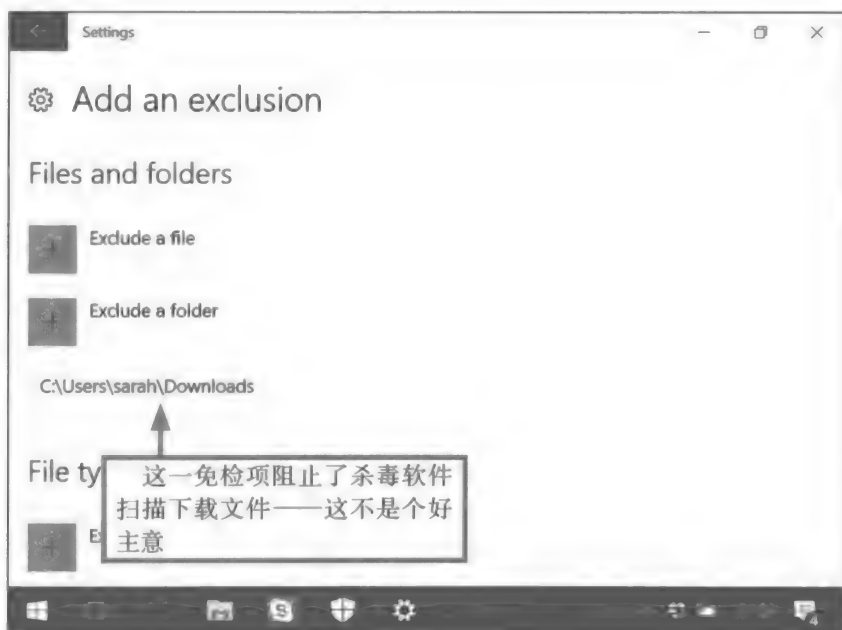 Settings
Add an exclusion
Files and folders
Exclude a file
Exclude a folder
C:\Users\sarah\Downloads
File ty
这一免检项阻止了杀毒软件
扫描下载文件——这不是个好
主意
E
S
4